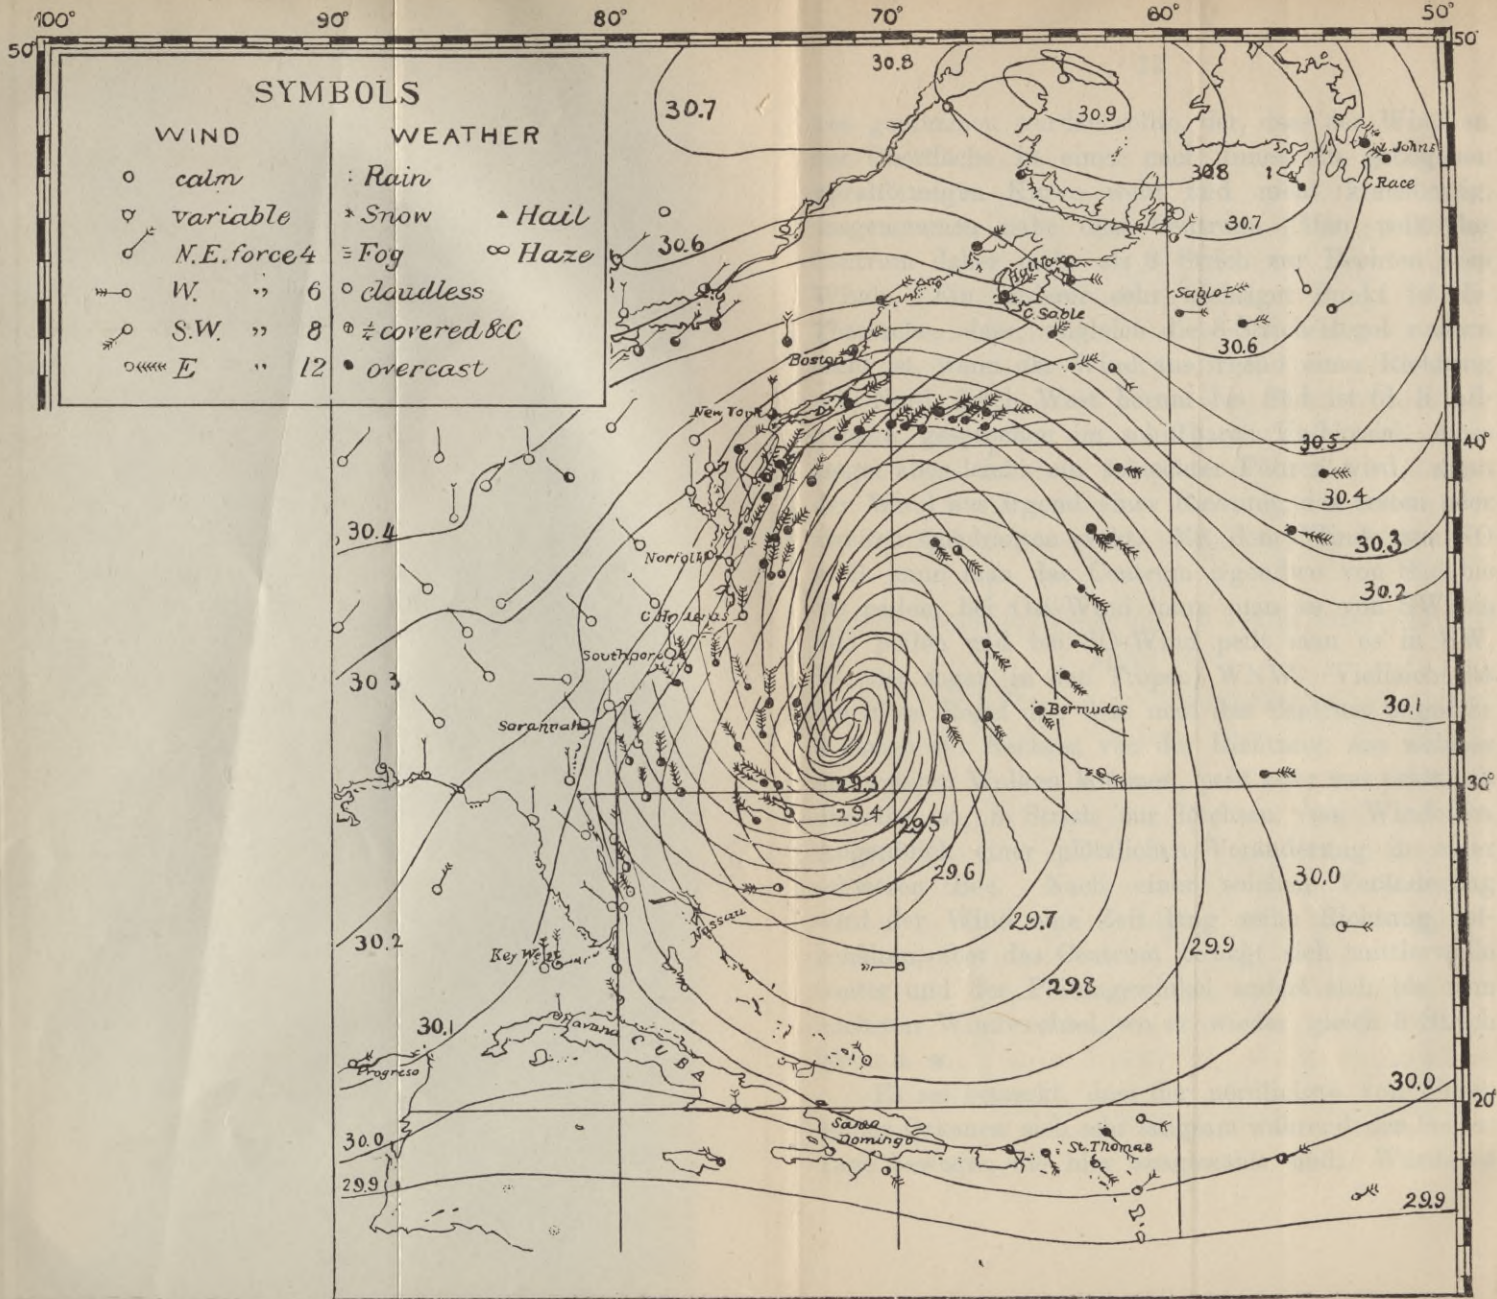 100° 90° 80° 70° 60° 50°
50° 50°
SYMBOLS
WIND WEATHER
calm : Rain
variable Snow ▲ Hail
N.E. force 4 ≡ Fog ∞ Haze
W. " 6 ○ cloudless
S.W. " 8 covered &C
E " 12 ● overcast
30.8
30.7
30.9
St. Johns
30.8
C Race
30.7
30.6
Halifax
Sable I
C. Sable
30.6
Boston
New York
30.5
40°
30.4
30.4
30.3
Norfolk
30.2
C
Southport
30 3
30.1
Bermudas
Savannah
29.3
30°
29.4
29.5
29.6
30.0
Nassau
29.7
30.2
29.9
Key West
29.8
Havana
30.1
CUBA
Progreso
30.0
20°
Santo
Domingo
30.0
St. Thomas
29.9
29.9